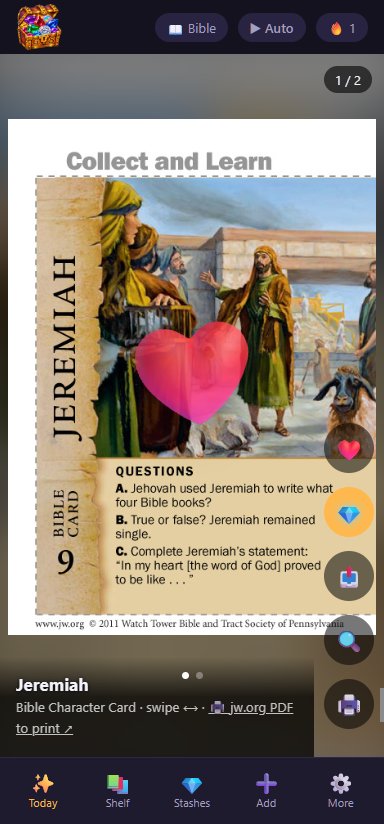 Bible
Auto
1
1 / 2
Collect and Learn
JEREMIAH
BIBLE
CARD
9
QUESTIONS
A. Jehovah used Jeremiah to write what
four Bible books?
B. True or false? Jeremiah remained
single.
C. Complete Jeremiah's statement:
“In my heart [the word of God] proved
to be like . . . ”
www.jw.org © 2011 Watch Tower Bible and Tract Society of Pennsylvania
Jeremiah
Bible Character Card · swipe ↔ · jw.org PDF
to print ↗
Today
Shelf
Stashes
Add
More